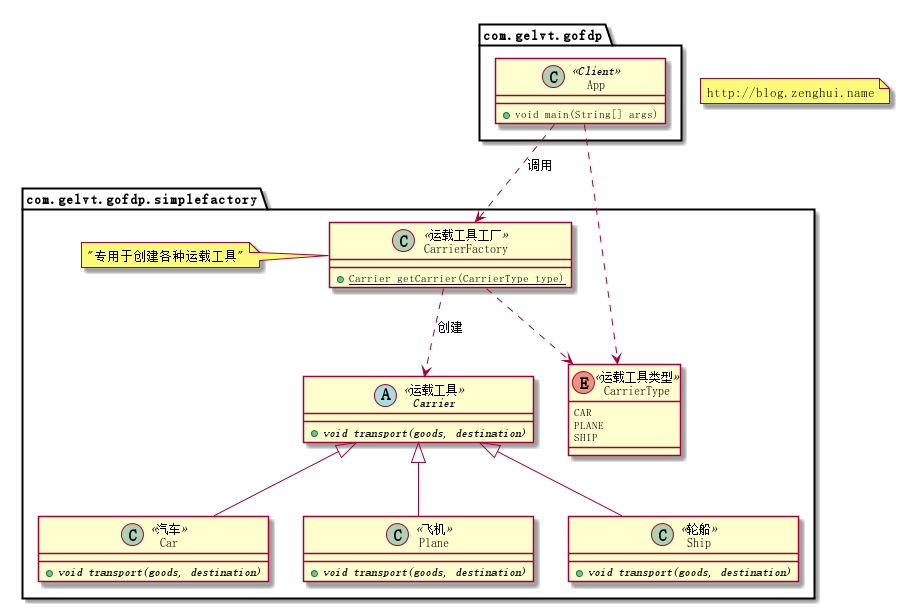 com.gelvt.gofdp
C
«Client»
App
void main(String[] args)
http://blog.zenghui.name
调用
com.gelvt.gofdp.simplefactory
"专用于创建各种运载工具"
C
«运载工具工厂»
CarrierFactory
Carrier getCarrier(CarrierType type)
创建
A
«运载工具»
Carrier
void transport(goods, destination)
E
«运载工具类型»
CarrierType
CAR
PLANE
SHIP
C
«汽车»
Car
void transport(goods, destination)
C
«飞机»
Plane
void transport(goods, destination)
C
«轮船»
Ship
void transport(goods, destination)